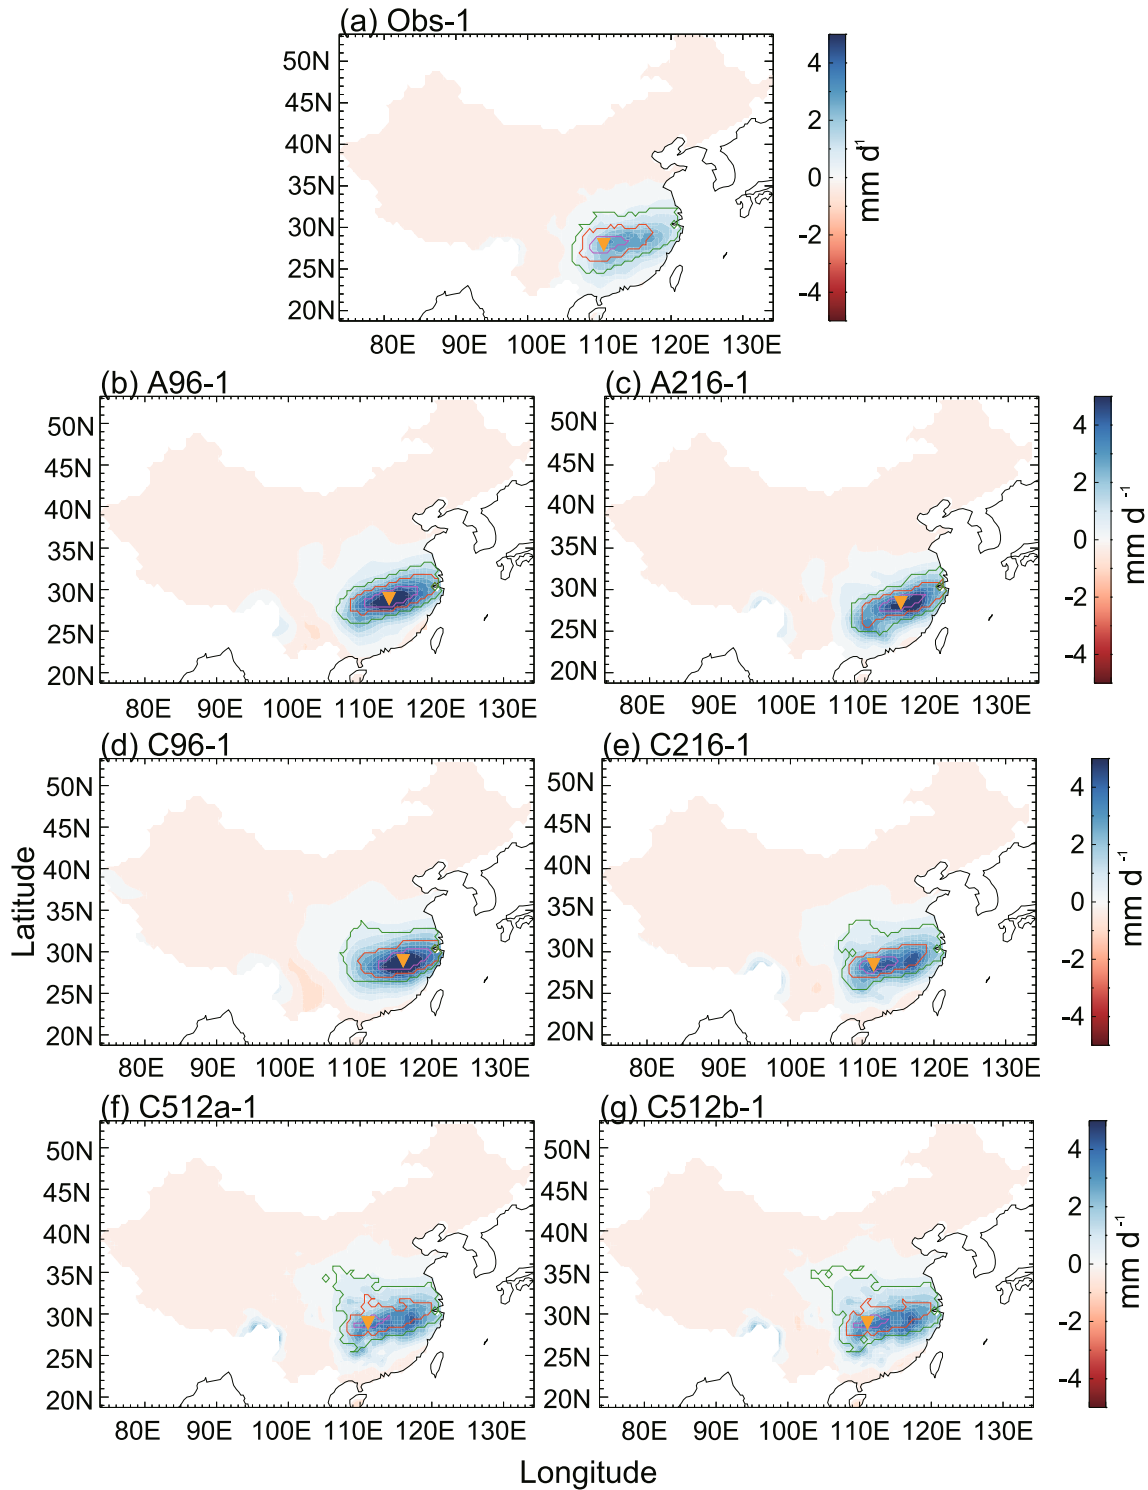 (a) Obs-1
50N
45N
40N
35N
30N
25N
20N
80E 90E 100E 110E 120E 130E
4
2
0
-2
-4
mm d1
(b) A96-1
50N
45N
40N
35N
30N
25N
20N
80E 90E 100E 110E 120E 130E
(c) A216-1
50N
45N
40N
35N
30N
25N
20N
80E 90E 100E 110E 120E 130E
4
2
0
-2
-4
mm d -1
(d) C96-1
50N
45N
40N
35N
30N
25N
20N
80E 90E 100E 110E 120E 130E
(e) C216-1
50N
45N
40N
35N
30N
25N
20N
80E 90E 100E 110E 120E 130E
4
2
0
-2
-4
mm d-1
Latitude
(f) C512a-1
50N
45N
40N
35N
30N
25N
20N
80E 90E 100E 110E 120E 130E
(g) C512b-1
50N
45N
40N
35N
30N
25N
20N
80E 90E 100E 110E 120E 130E
4
2
0
-2
-4
mm d-1
Longitude